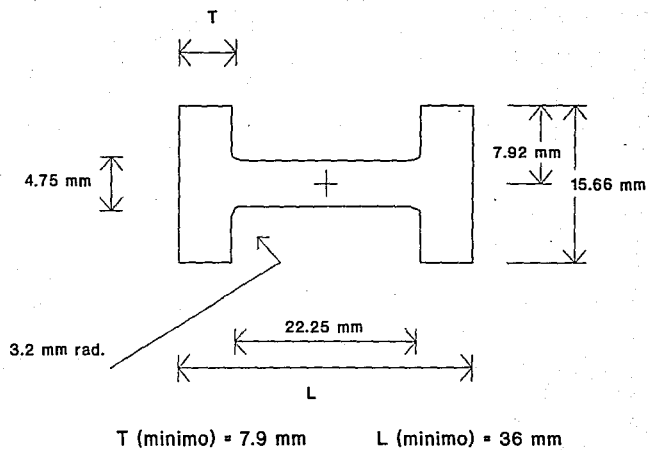 T
4.75 mm
7.92 mm
15.66 mm
3.2 mm rad.
22.25 mm
L
T (minimo) = 7.9 mm L (minimo) = 36 mm